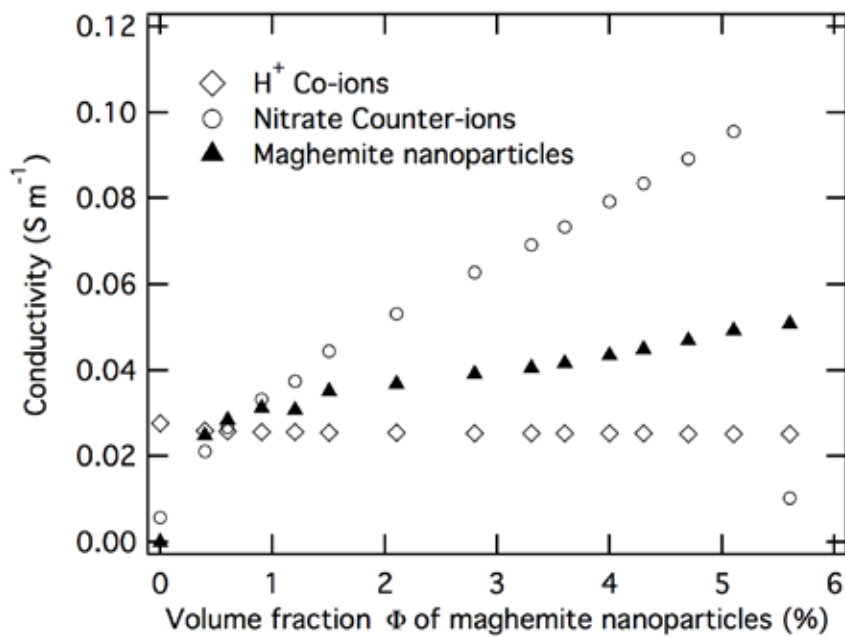 0.12
0.10
0.08
0.06
0.04
0.02
0.00
Conductivity (S m⁻¹)
H⁺ Co-ions
Nitrate Counter-ions
Maghemite nanoparticles
0 1 2 3 4 5 6
Volume fraction Φ of maghemite nanoparticles (%)